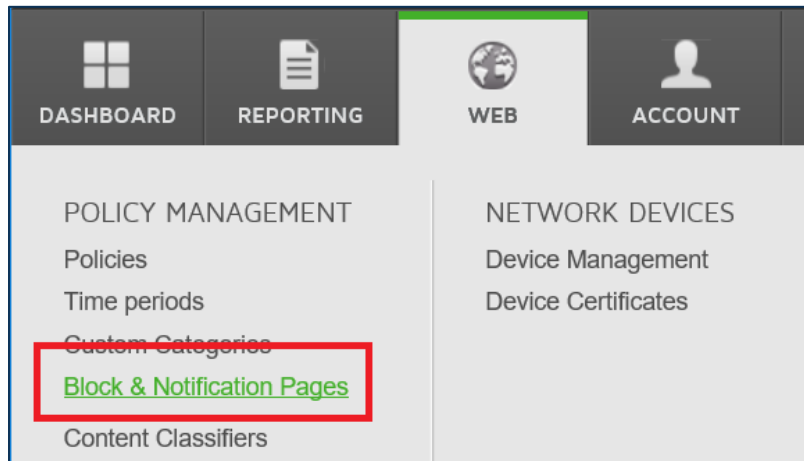 DASHBOARD
REPORTING
WEB
ACCOUNT
POLICY MANAGEMENT
Policies
Time periods
Custom Categories
Block & Notification Pages
Content Classifiers
NETWORK DEVICES
Device Management
Device Certificates